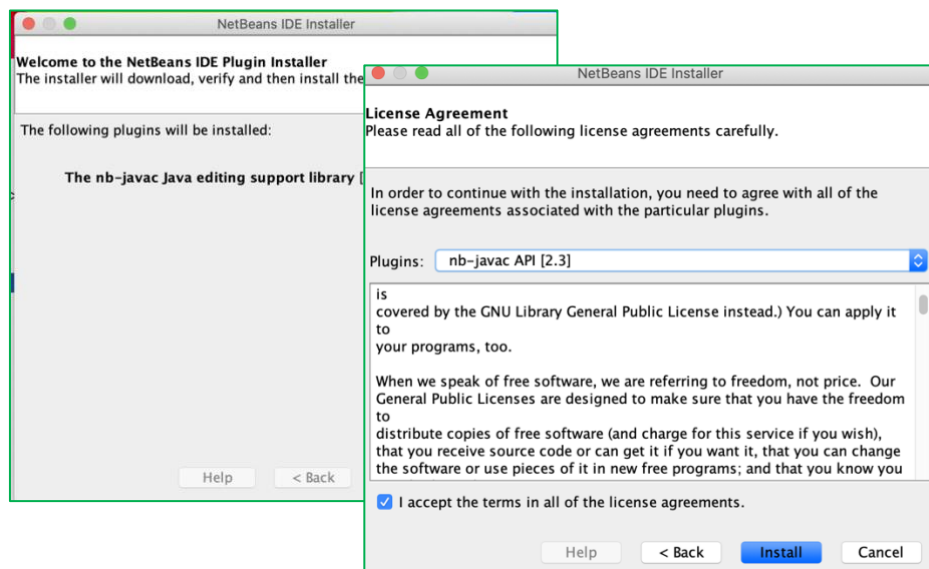 NetBeans IDE Installer
Welcome to the NetBeans IDE Plugin Installer
The installer will download, verify and then install the
The following plugins will be installed:
The nb-javac Java editing support library [
Help
< Back
NetBeans IDE Installer
License Agreement
Please read all of the following license agreements carefully.
In order to continue with the installation, you need to agree with all of the
license agreements associated with the particular plugins.
Plugins: nb-javac API [2.3]
is
covered by the GNU Library General Public License instead.) You can apply it
to
your programs, too.
When we speak of free software, we are referring to freedom, not price. Our
General Public Licenses are designed to make sure that you have the freedom
to
distribute copies of free software (and charge for this service if you wish),
that you receive source code or can get it if you want it, that you can change
the software or use pieces of it in new free programs; and that you know you
I accept the terms in all of the license agreements.
Help
< Back
Install
Cancel